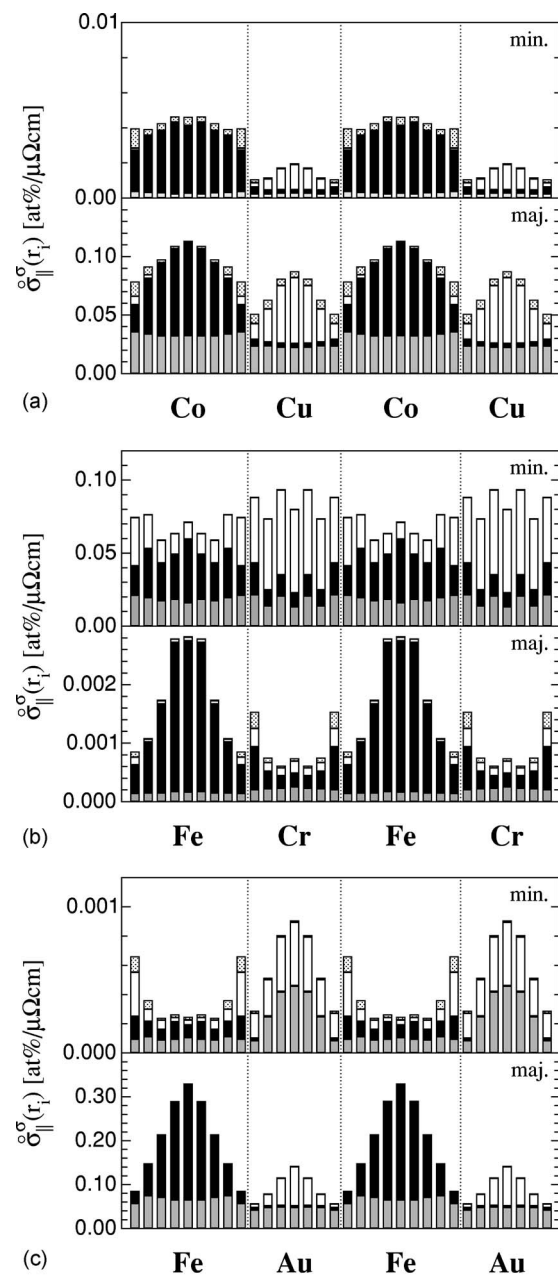 0.01
min.
0.00
maj.
0.10
0.05
0.00
σ̊∥^σ(r_i) [at%/μΩcm]
(a) Co Cu Co Cu
min.
0.10
0.05
0.00
maj.
0.002
0.001
0.000
σ̊∥^σ(r_i) [at%/μΩcm]
(b) Fe Cr Fe Cr
min.
0.001
0.000
maj.
0.30
0.20
0.10
0.00
σ̊∥^σ(r_i) [at%/μΩcm]
(c) Fe Au Fe Au